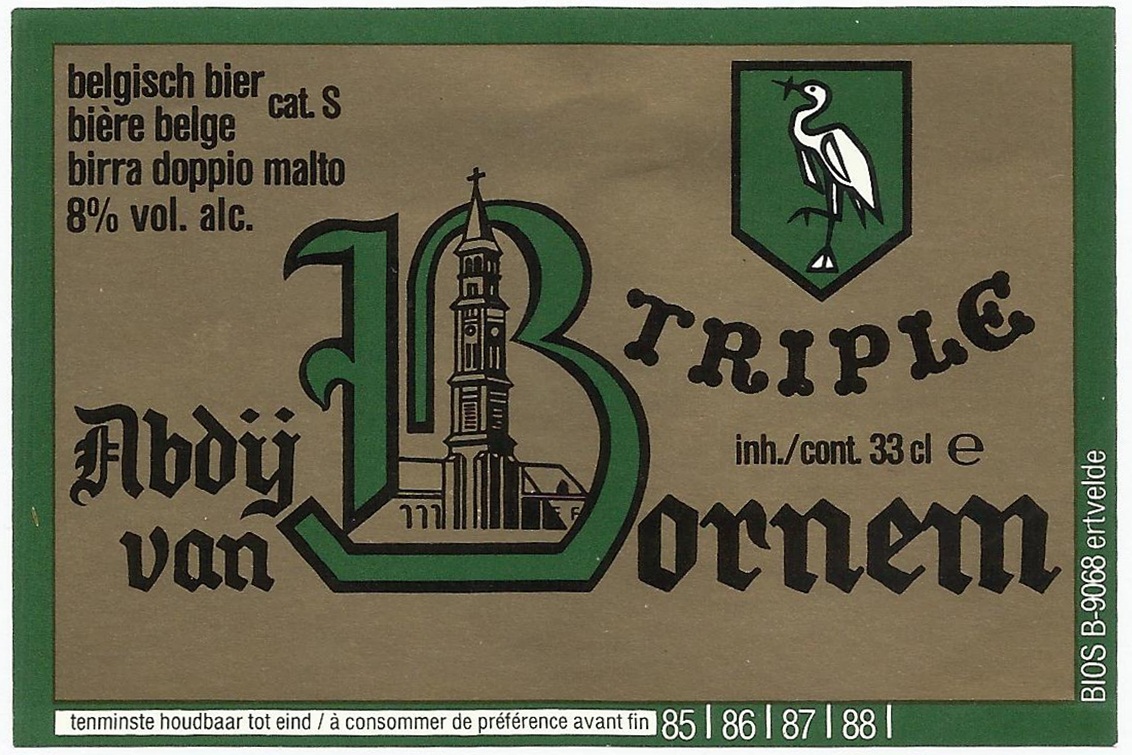 belgisch bier
cat. S
bière belge
birra doppio malto
8% vol. alc.
TRIPLE
inh./cont. 33 cl e
Abdij
van
Bornem
BIOS B-9068 ertvelde
tenminste houdbaar tot eind / à consommer de préférence avant fin 85 | 86 | 87 | 88 |